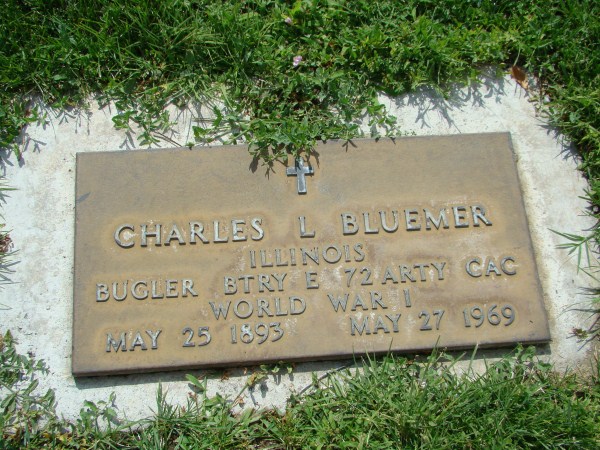 CHARLES L BLUEMER
ILLINOIS
BUGLER BTRY E 72 ARTY CAC
WORLD WAR I
MAY 25 1893 MAY 27 1969